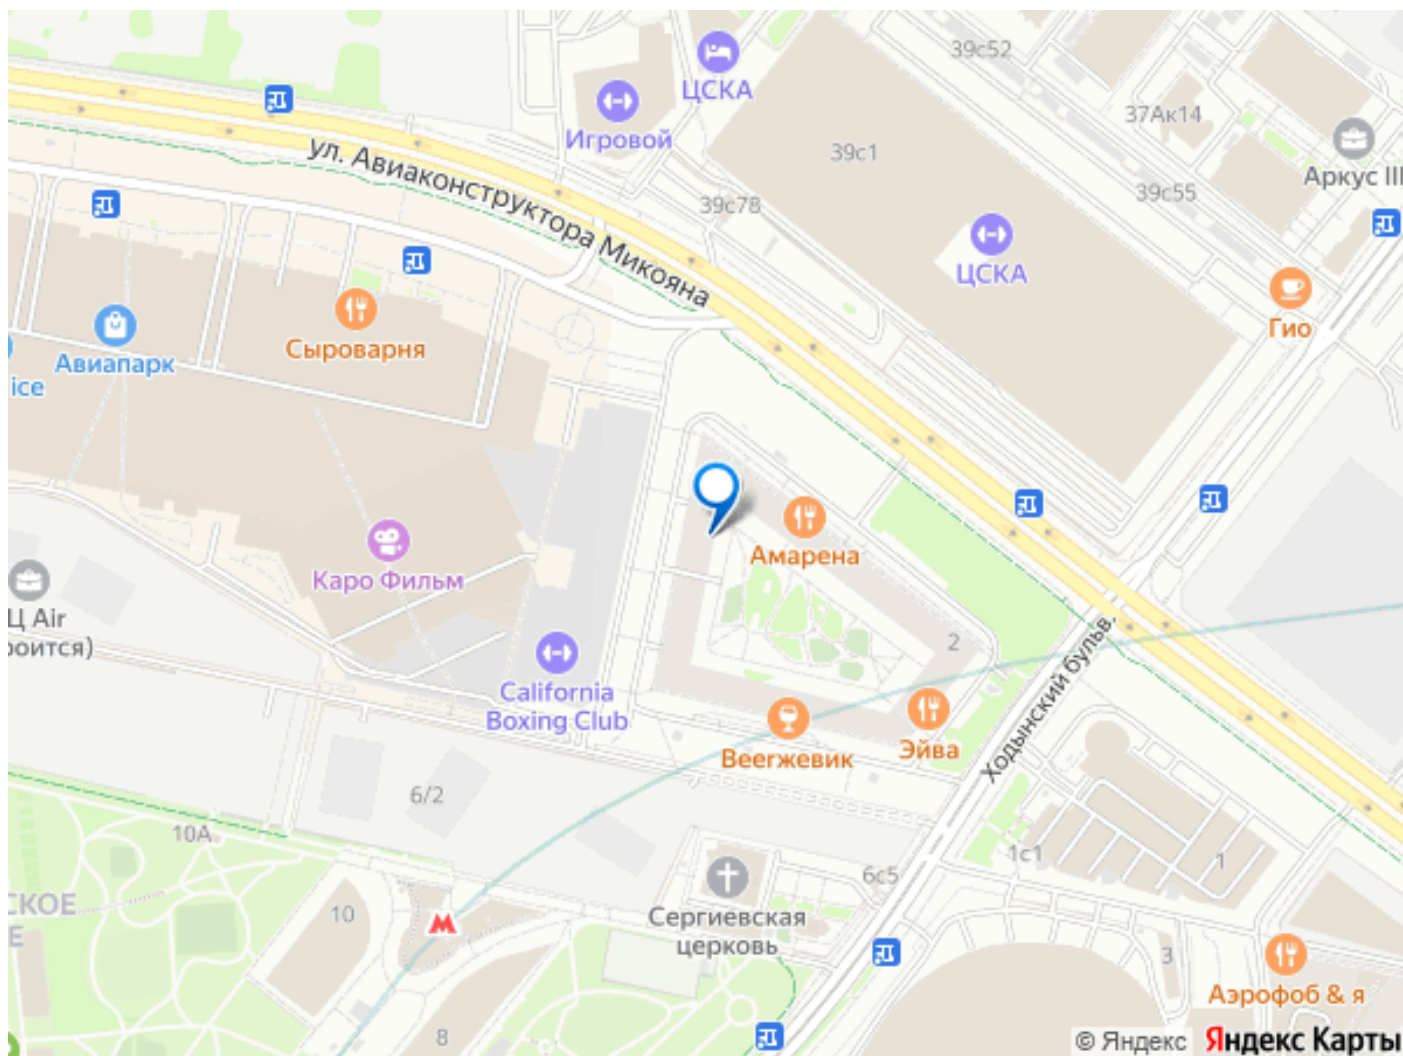 39с52
ЦСКА
37Ак14
Игровой
39с1
Аркус III
ул. Авиаконструктора Микояна
39с78
39с55
ЦСКА
Гио
Сыроварня
Авиапарк
ice
Амарена
Каро Фильм
Ц Air
роится)
2
Ходынский бульв.
California
Boxing Club
Beerжевик
Эйва
6/2
10А
1с1
1
6с5
СКОЕ
Е
10
Сергиевская
церковь
3
Аэрофоб & я
8
© Яндекс Яндекс Карты